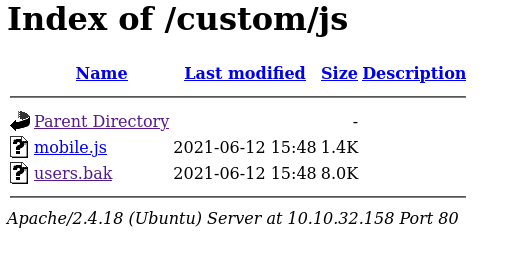 Index of /custom/js
Name Last modified Size Description
Parent Directory -
mobile.js 2021-06-12 15:48 1.4K
users.bak 2021-06-12 15:48 8.0K
Apache/2.4.18 (Ubuntu) Server at 10.10.32.158 Port 80